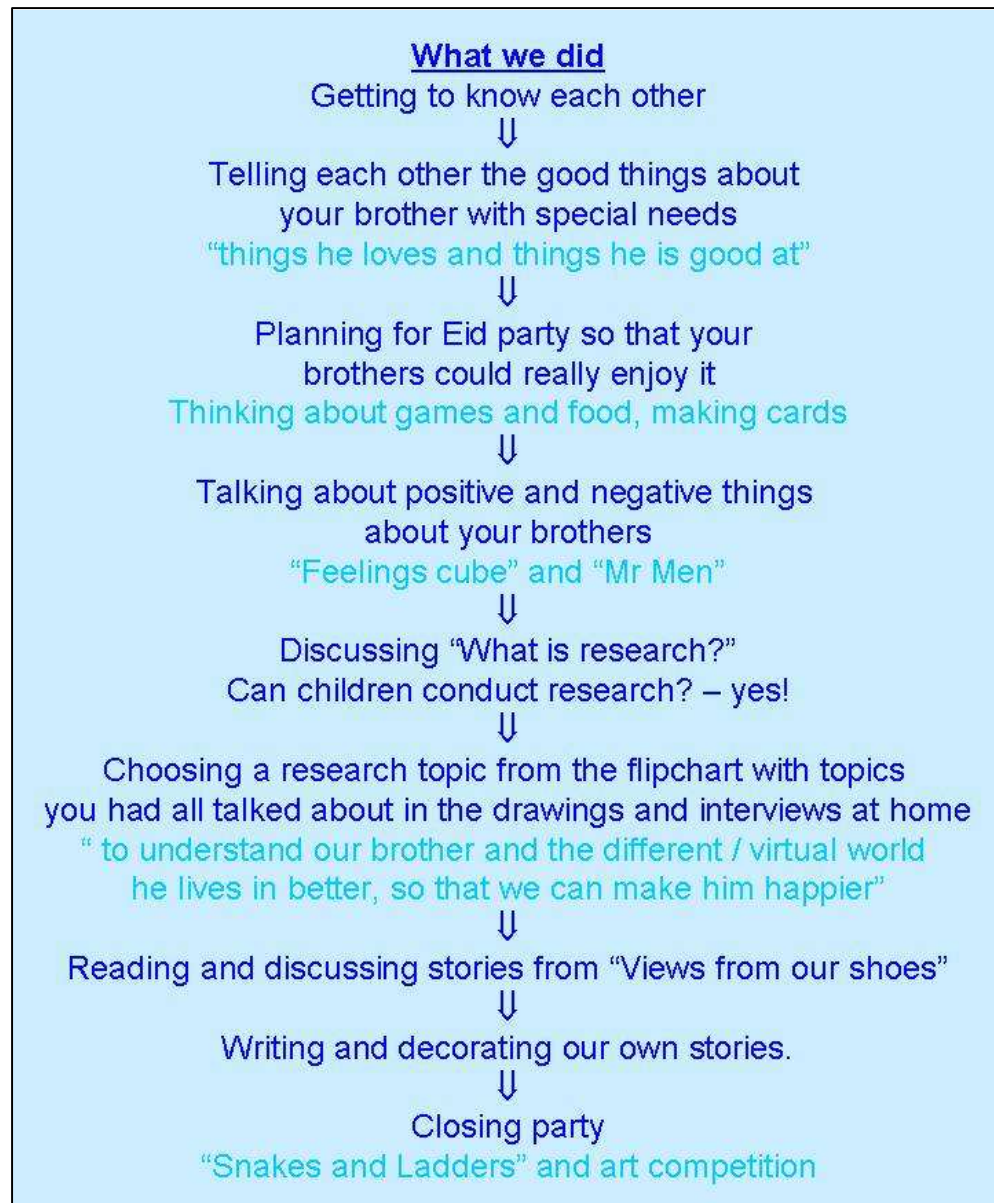 What we did
Getting to know each other
⇓
Telling each other the good things about
your brother with special needs
“things he loves and things he is good at”
⇓
Planning for Eid party so that your
brothers could really enjoy it
Thinking about games and food, making cards
⇓
Talking about positive and negative things
about your brothers
“Feelings cube” and “Mr Men”
⇓
Discussing “What is research?”
Can children conduct research? – yes!
⇓
Choosing a research topic from the flipchart with topics
you had all talked about in the drawings and interviews at home
“ to understand our brother and the different / virtual world
he lives in better, so that we can make him happier”
⇓
Reading and discussing stories from “Views from our shoes”
⇓
Writing and decorating our own stories.
⇓
Closing party
“Snakes and Ladders” and art competition